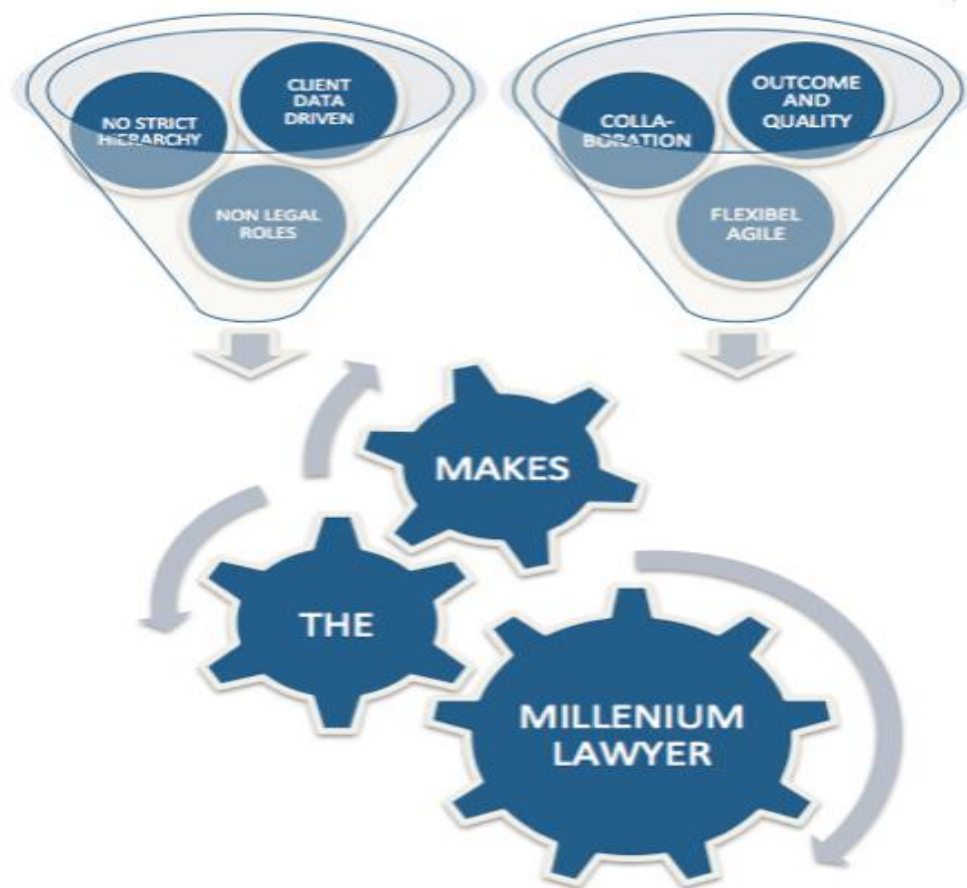 NO STRICT
HIERARCHY
CLIENT
DATA
DRIVEN
NON LEGAL
ROLES
COLLA-
BORATION
OUTCOME
AND
QUALITY
FLEXIBEL
AGILE
MAKES
THE
MILLENIUM
LAWYER